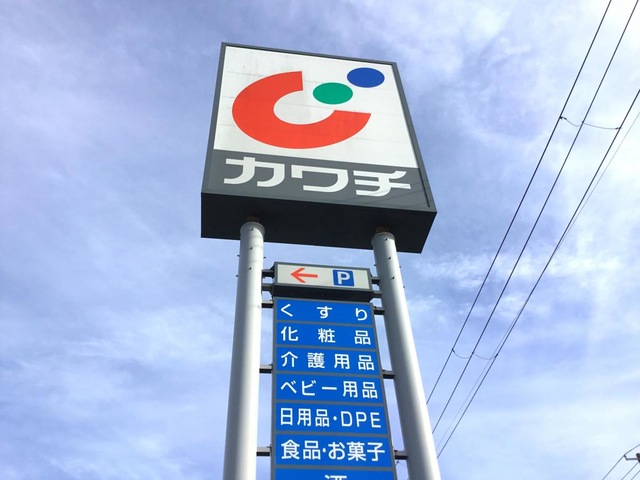 カワチ
P
くすり
化粧品
介護用品
ベビー用品
日用品・DPE
食品・お菓子
酒